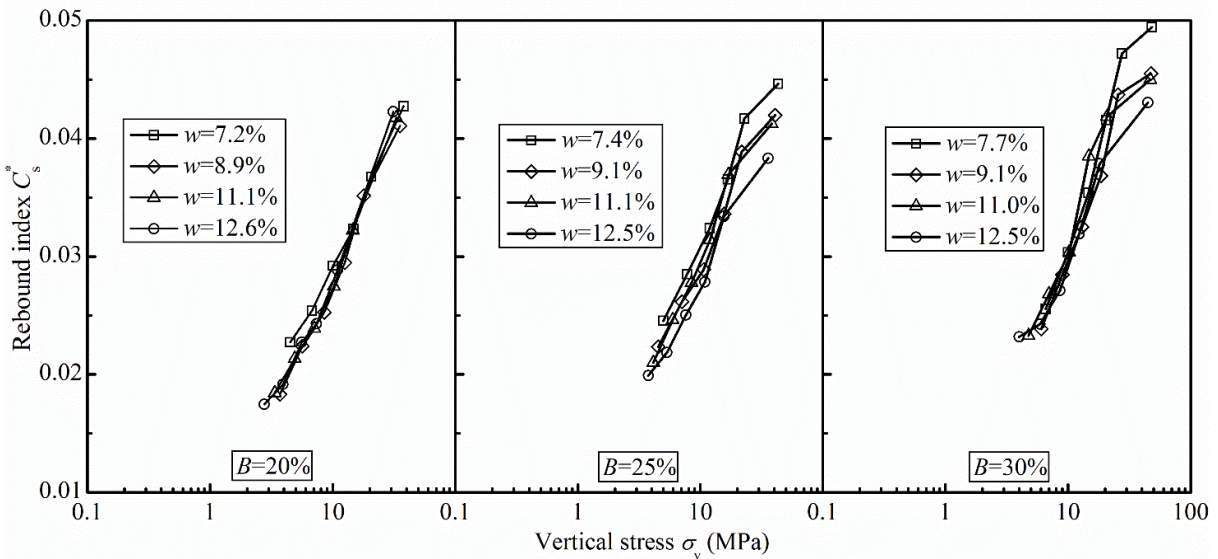 0.05
0.04
0.03
0.02
0.01
Rebound index C*s
w=7.2%
w=8.9%
w=11.1%
w=12.6%
B=20%
w=7.4%
w=9.1%
w=11.1%
w=12.5%
B=25%
w=7.7%
w=9.1%
w=11.0%
w=12.5%
B=30%
0.1 1 10 0.1 1 10 0.1 1 10 100
Vertical stress σv (MPa)